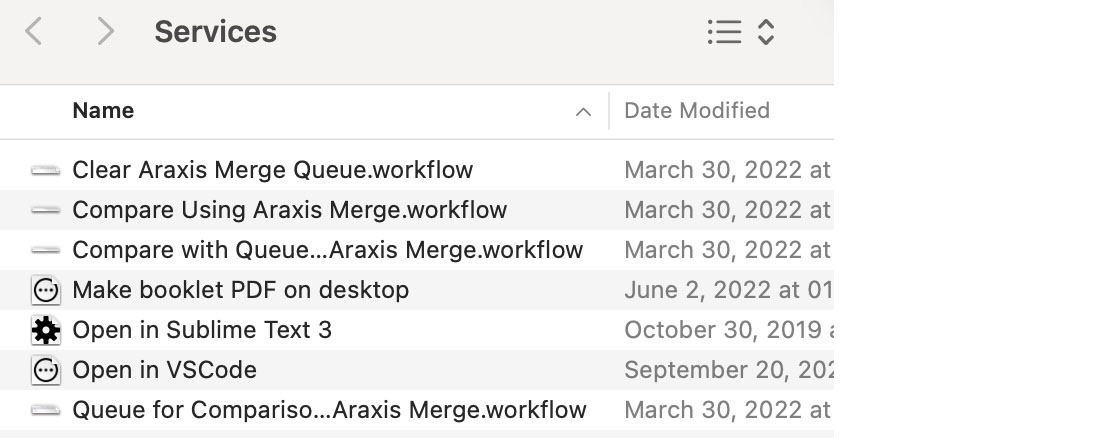 Services
Name Date Modified
Clear Araxis Merge Queue.workflow March 30, 2022 at
Compare Using Araxis Merge.workflow March 30, 2022 at
Compare with Queue...Araxis Merge.workflow March 30, 2022 at
Make booklet PDF on desktop June 2, 2022 at 01
Open in Sublime Text 3 October 30, 2019
Open in VSCode September 20, 202
Queue for Compariso...Araxis Merge.workflow March 30, 2022 at